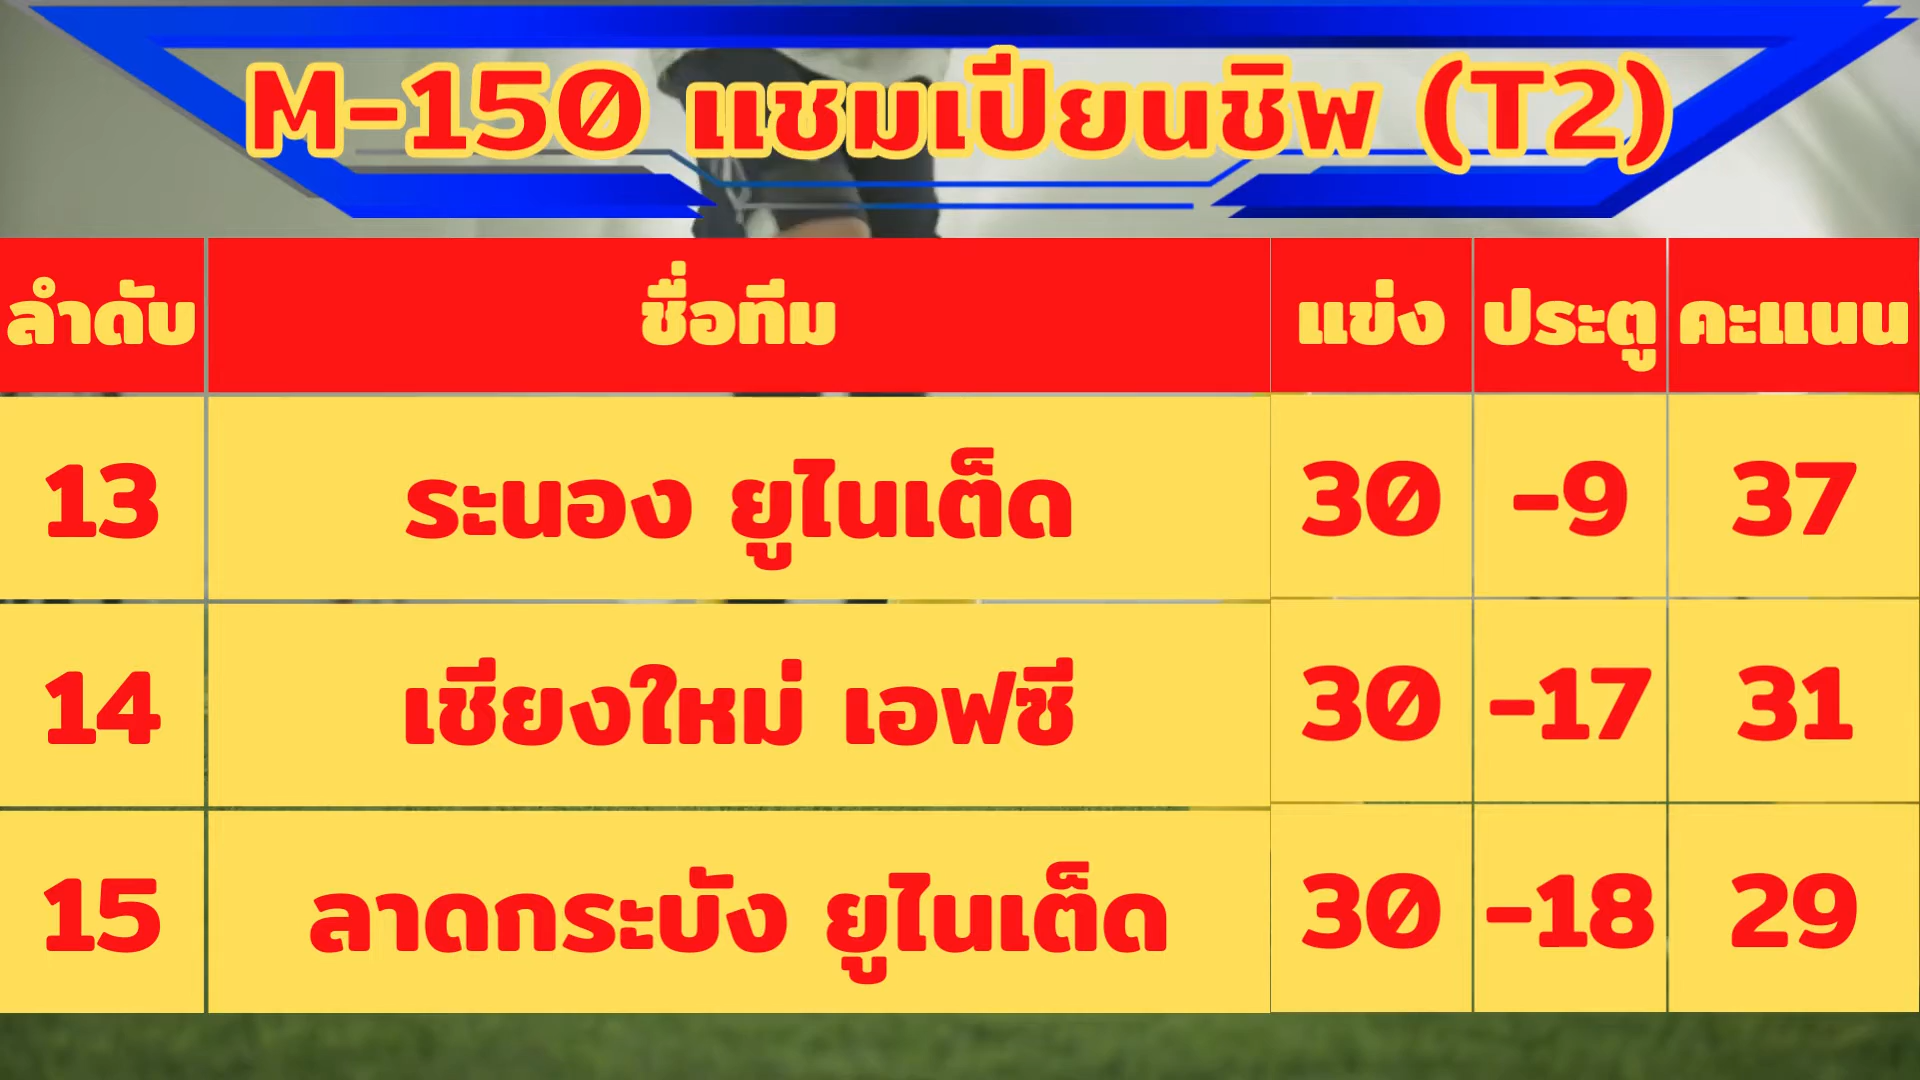 M-150 แชมเปียนชิพ (T2)
ลำดับ ชื่อทีม แข่ง ประตู คะแนน
13 ระนอง ยูไนเต็ด 30 -9 37
14 เชียงใหม่ เอฟซี 30 -17 31
15 ลาดกระบัง ยูไนเต็ด 30 -18 29